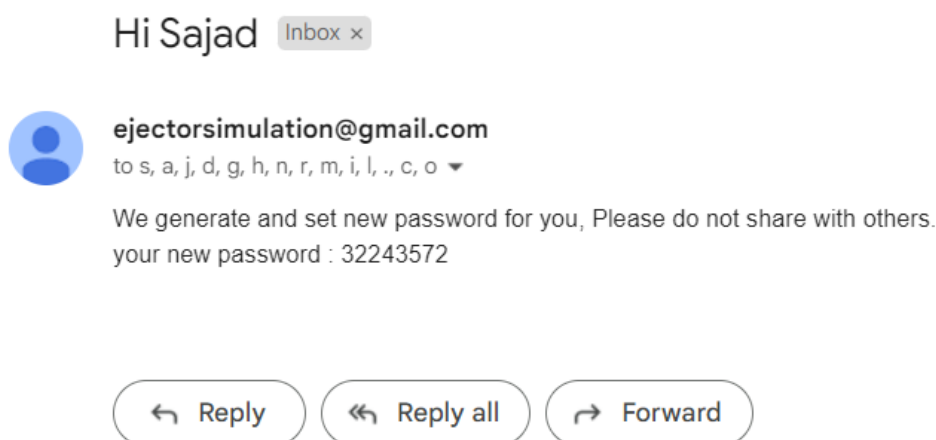 Hi Sajad Inbox ×
ejectorsimulation@gmail.com
to s, a, j, d, g, h, n, r, m, i, l, ., c, o
We generate and set new password for you, Please do not share with others.
your new password : 32243572
Reply Reply all Forward